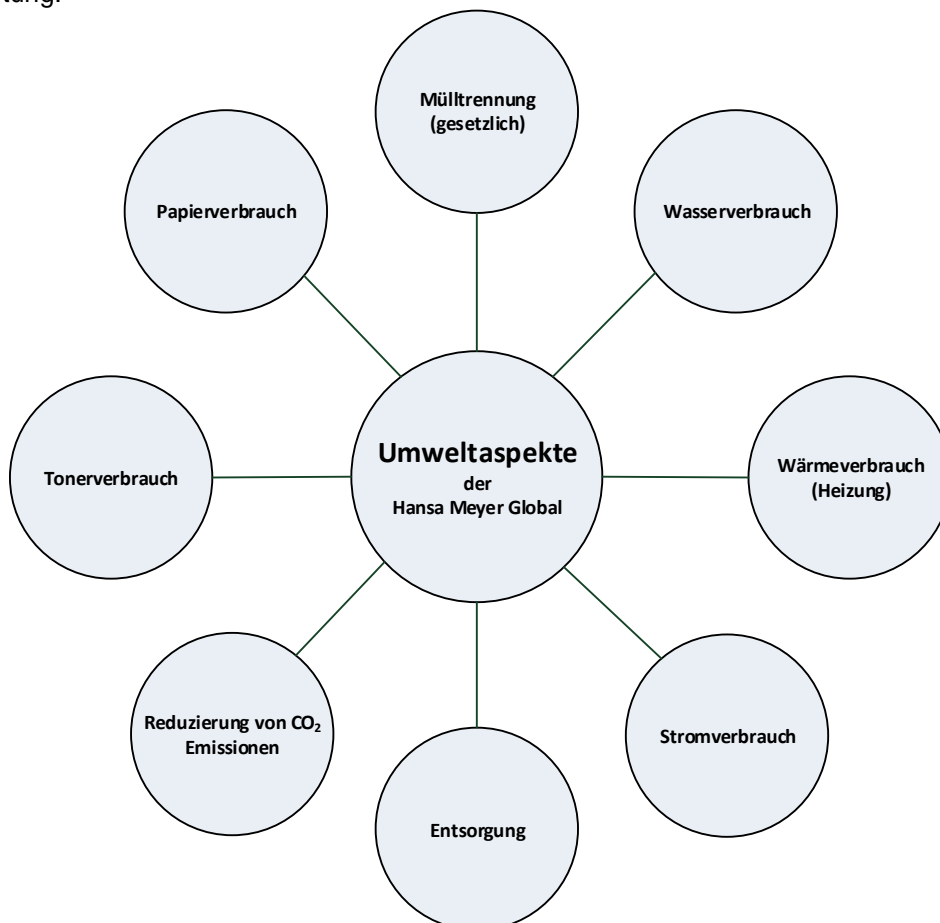 Mülltrennung
(gesetzlich)
Papierverbrauch
Wasserverbrauch
Umweltaspekte
der
Hansa Meyer Global
Tonerverbrauch
Wärmeverbrauch
(Heizung)
Reduzierung von CO₂
Emissionen
Stromverbrauch
Entsorgung